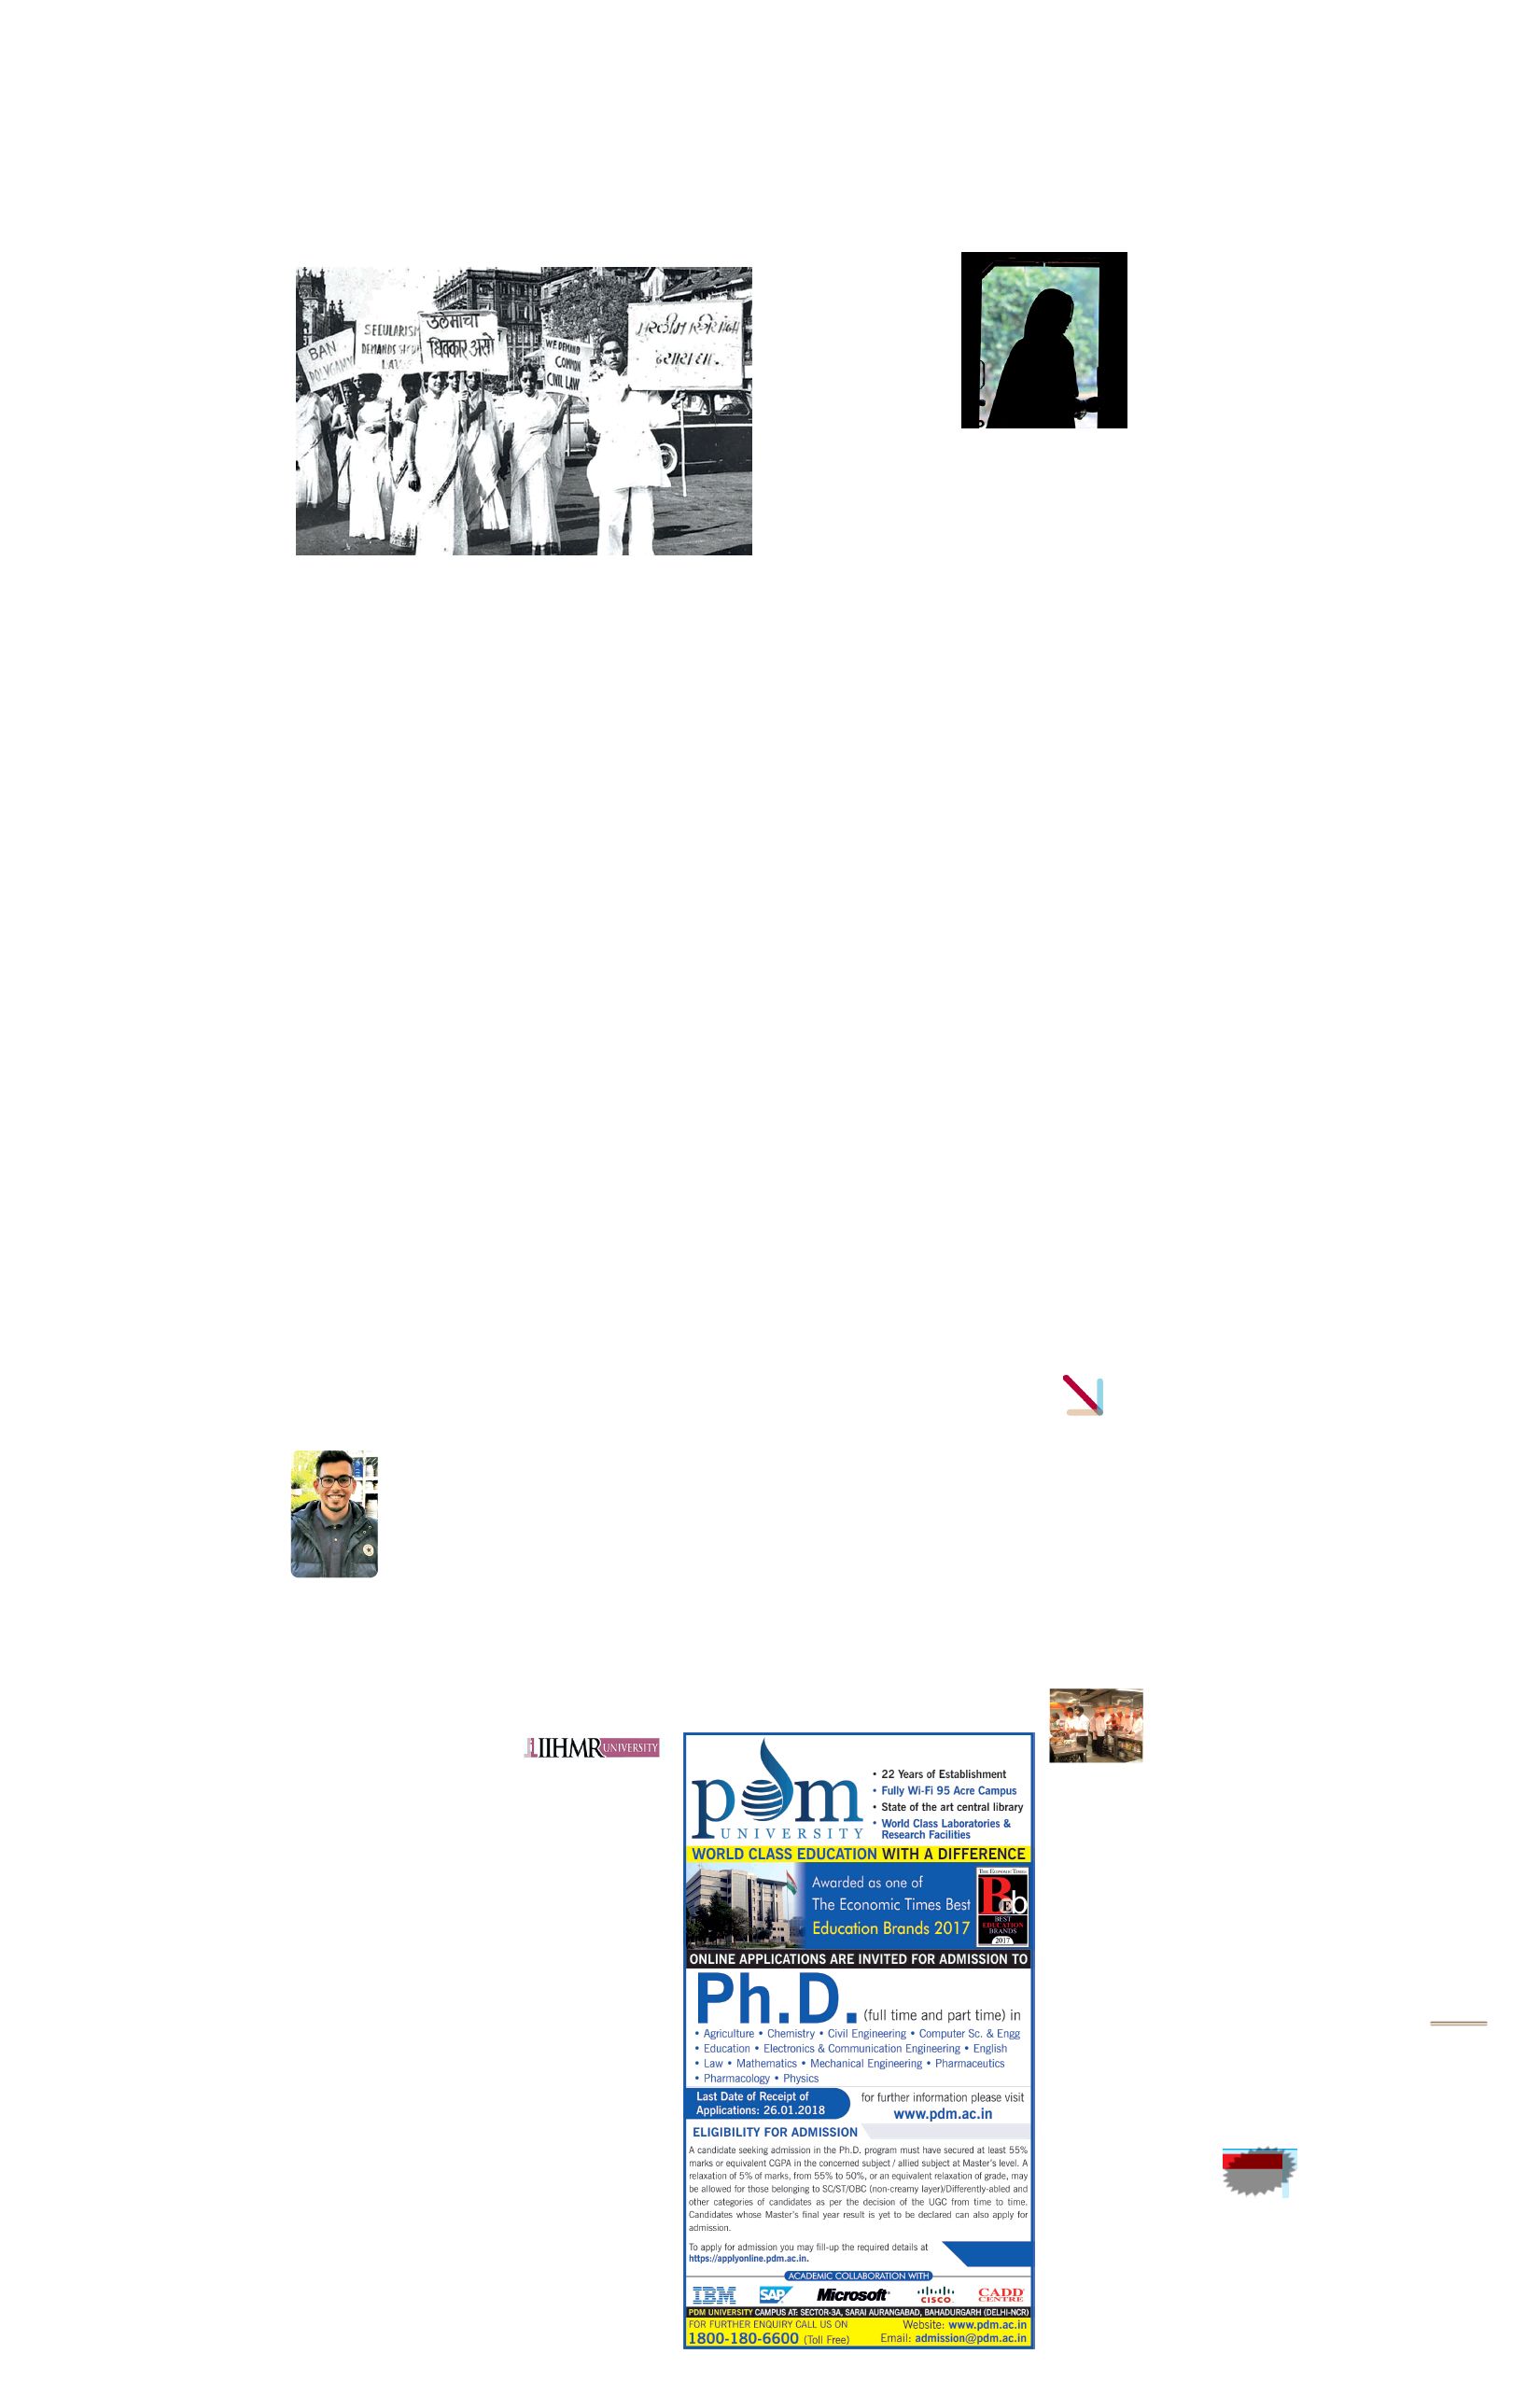 BAN
POLYGAMY
SECULARISM
DEMANDS
उलेमाचा
धिक्कार असो
WE DEMAND
COMMON
CIVIL LAW
IIHMR UNIVERSITY
pdm
UNIVERSITY
• 22 Years of Establishment
• Fully Wi-Fi 95 Acre Campus
• State of the art central library
• World Class Laboratories &
Research Facilities
WORLD CLASS EDUCATION WITH A DIFFERENCE
Awarded as one of
The Economic Times Best
Education Brands 2017
THE ECONOMIC TIMES
BEb
BEST
EDUCATION
BRANDS
2017
ONLINE APPLICATIONS ARE INVITED FOR ADMISSION TO
Ph.D. (full time and part time) in
• Agriculture • Chemistry • Civil Engineering • Computer Sc. & Engg
• Education • Electronics & Communication Engineering • English
• Law • Mathematics • Mechanical Engineering • Pharmaceutics
• Pharmacology • Physics
Last Date of Receipt of
Applications: 26.01.2018
for further information please visit
www.pdm.ac.in
ELIGIBILITY FOR ADMISSION
A candidate seeking admission in the Ph.D. program must have secured at least 55%
marks or equivalent CGPA in the concerned subject / allied subject at Master's level. A
relaxation of 5% of marks, from 55% to 50%, or an equivalent relaxation of grade, may
be allowed for those belonging to SC/ST/OBC (non-creamy layer)/Differently-abled and
other categories of candidates as per the decision of the UGC from time to time.
Candidates whose Master's final year result is yet to be declared can also apply for
admission.
To apply for admission you may fill-up the required details at
https://applyonline.pdm.ac.in.
ACADEMIC COLLABORATION WITH
IBM SAP Microsoft CISCO CADD CENTRE
PDM UNIVERSITY CAMPUS AT: SECTOR-3A, SARAI AURANGABAD, BAHADURGARH (DELHI-NCR)
FOR FURTHER ENQUIRY CALL US ON
1800-180-6600 (Toll Free)
Website: www.pdm.ac.in
Email: admission@pdm.ac.in